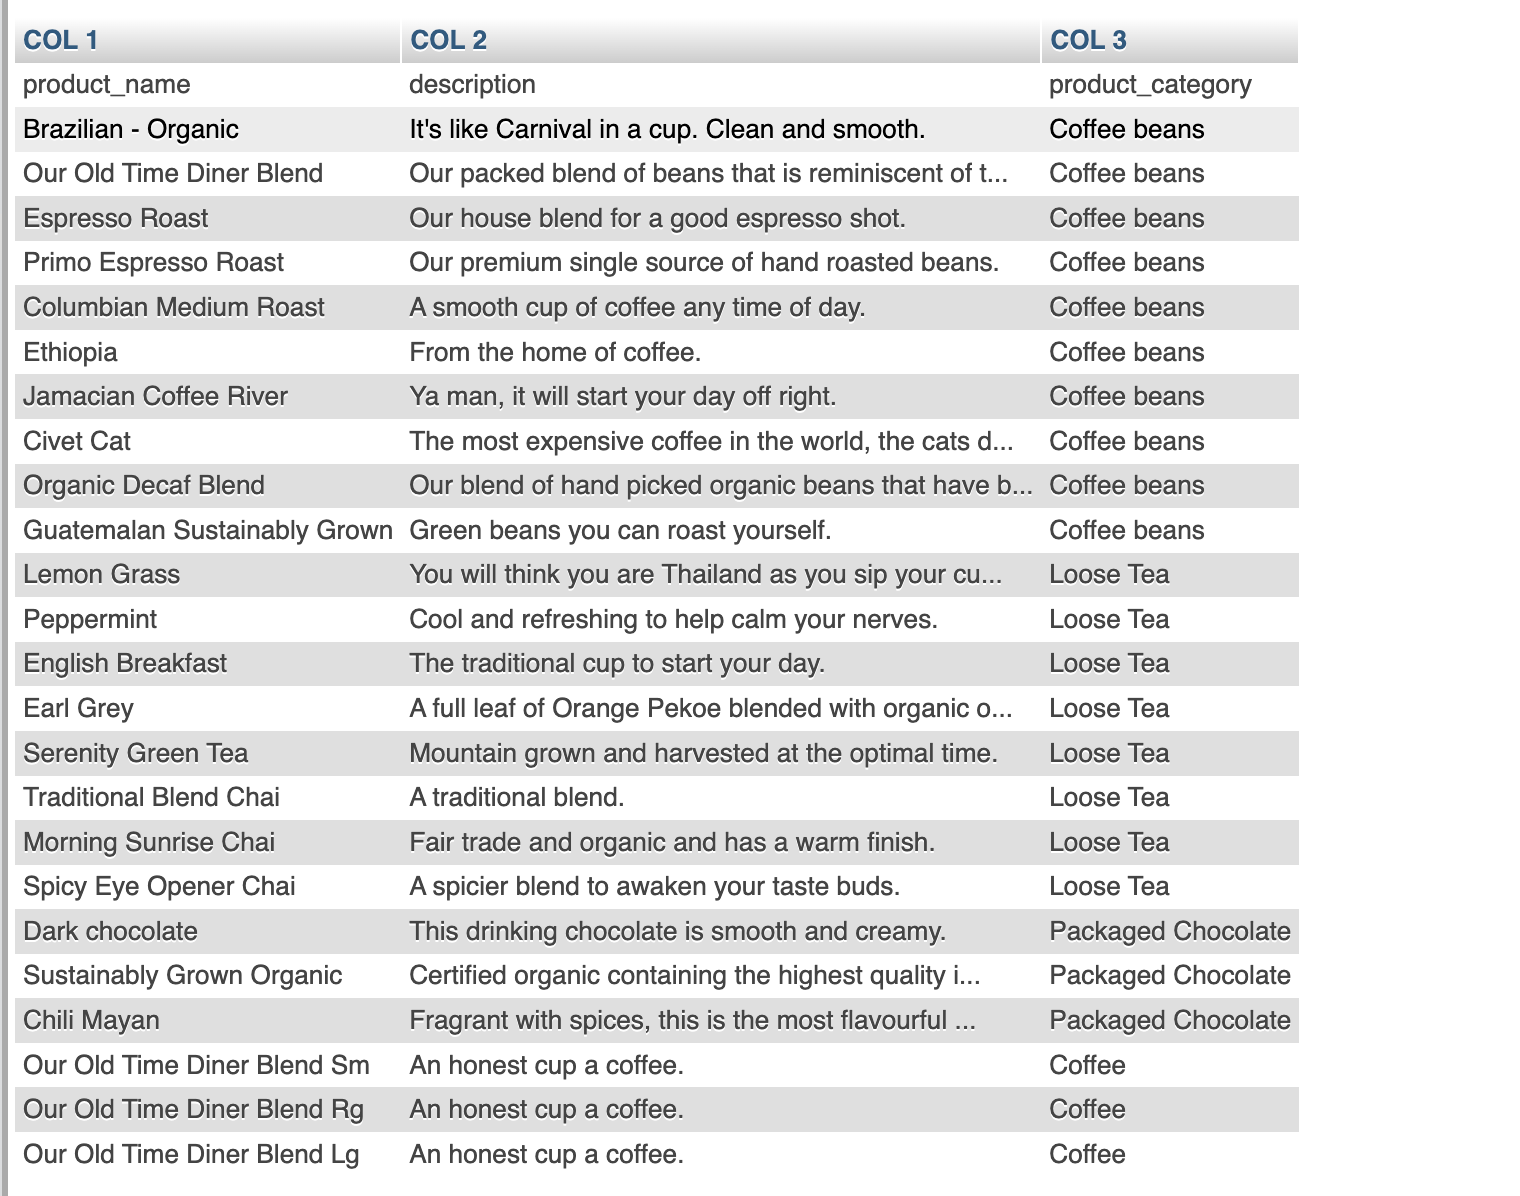 COL 1 COL 2 COL 3
product_name description product_category
Brazilian - Organic It's like Carnival in a cup. Clean and smooth. Coffee beans
Our Old Time Diner Blend Our packed blend of beans that is reminiscent of t... Coffee beans
Espresso Roast Our house blend for a good espresso shot. Coffee beans
Primo Espresso Roast Our premium single source of hand roasted beans. Coffee beans
Columbian Medium Roast A smooth cup of coffee any time of day. Coffee beans
Ethiopia From the home of coffee. Coffee beans
Jamacian Coffee River Ya man, it will start your day off right. Coffee beans
Civet Cat The most expensive coffee in the world, the cats d... Coffee beans
Organic Decaf Blend Our blend of hand picked organic beans that have b... Coffee beans
Guatemalan Sustainably Grown Green beans you can roast yourself. Coffee beans
Lemon Grass You will think you are Thailand as you sip your cu... Loose Tea
Peppermint Cool and refreshing to help calm your nerves. Loose Tea
English Breakfast The traditional cup to start your day. Loose Tea
Earl Grey A full leaf of Orange Pekoe blended with organic o... Loose Tea
Serenity Green Tea Mountain grown and harvested at the optimal time. Loose Tea
Traditional Blend Chai A traditional blend. Loose Tea
Morning Sunrise Chai Fair trade and organic and has a warm finish. Loose Tea
Spicy Eye Opener Chai A spicier blend to awaken your taste buds. Loose Tea
Dark chocolate This drinking chocolate is smooth and creamy. Packaged Chocolate
Sustainably Grown Organic Certified organic containing the highest quality i... Packaged Chocolate
Chili Mayan Fragrant with spices, this is the most flavourful ... Packaged Chocolate
Our Old Time Diner Blend Sm An honest cup a coffee. Coffee
Our Old Time Diner Blend Rg An honest cup a coffee. Coffee
Our Old Time Diner Blend Lg An honest cup a coffee. Coffee